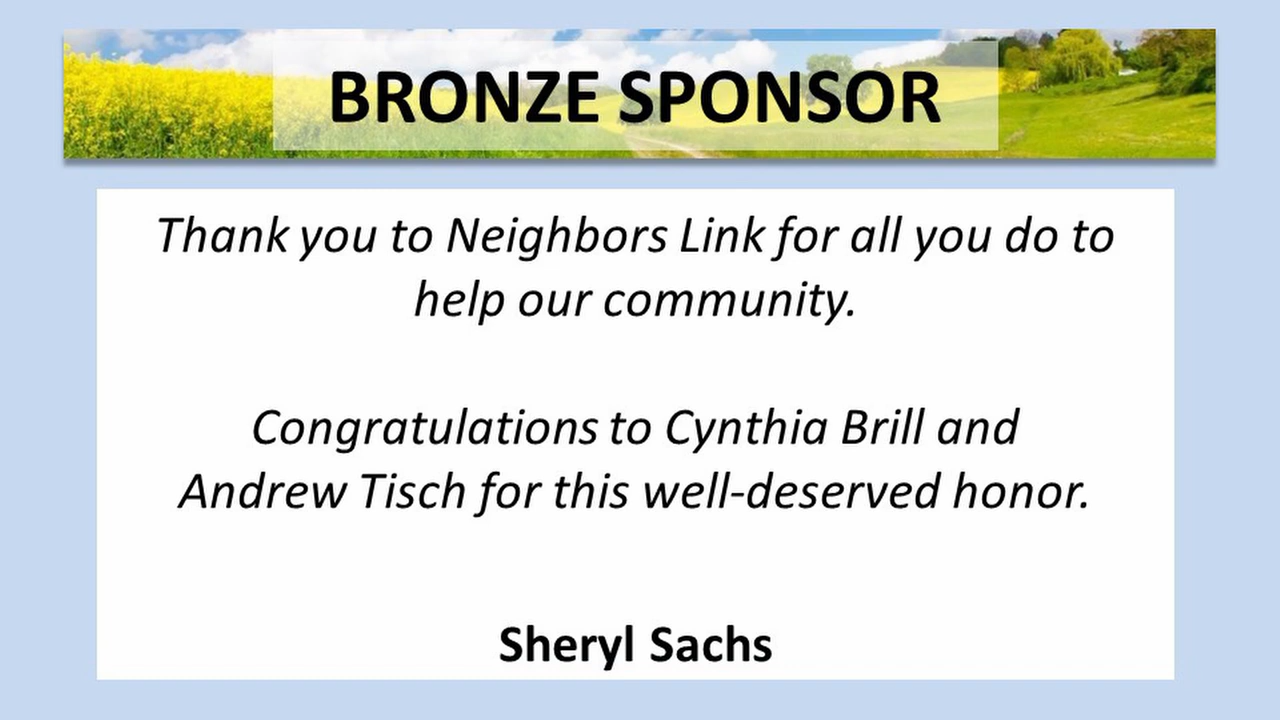 BRONZE SPONSOR
Thank you to Neighbors Link for all you do to
help our community.
Congratulations to Cynthia Brill and
Andrew Tisch for this well-deserved honor.
Sheryl Sachs